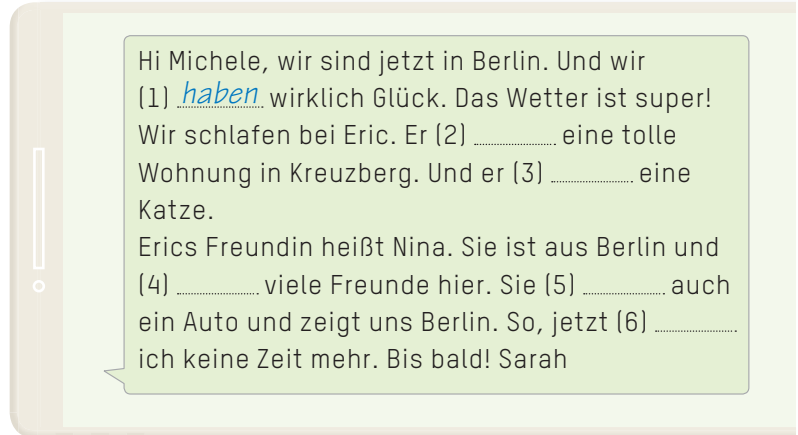 Hi Michele, wir sind jetzt in Berlin. Und wir
(1) haben wirklich Glück. Das Wetter ist super!
Wir schlafen bei Eric. Er (2) ............ eine tolle
Wohnung in Kreuzberg. Und er (3) ............ eine
Katze.
Erics Freundin heißt Nina. Sie ist aus Berlin und
(4) ............ viele Freunde hier. Sie (5) ............ auch
ein Auto und zeigt uns Berlin. So, jetzt (6) ............
ich keine Zeit mehr. Bis bald! Sarah